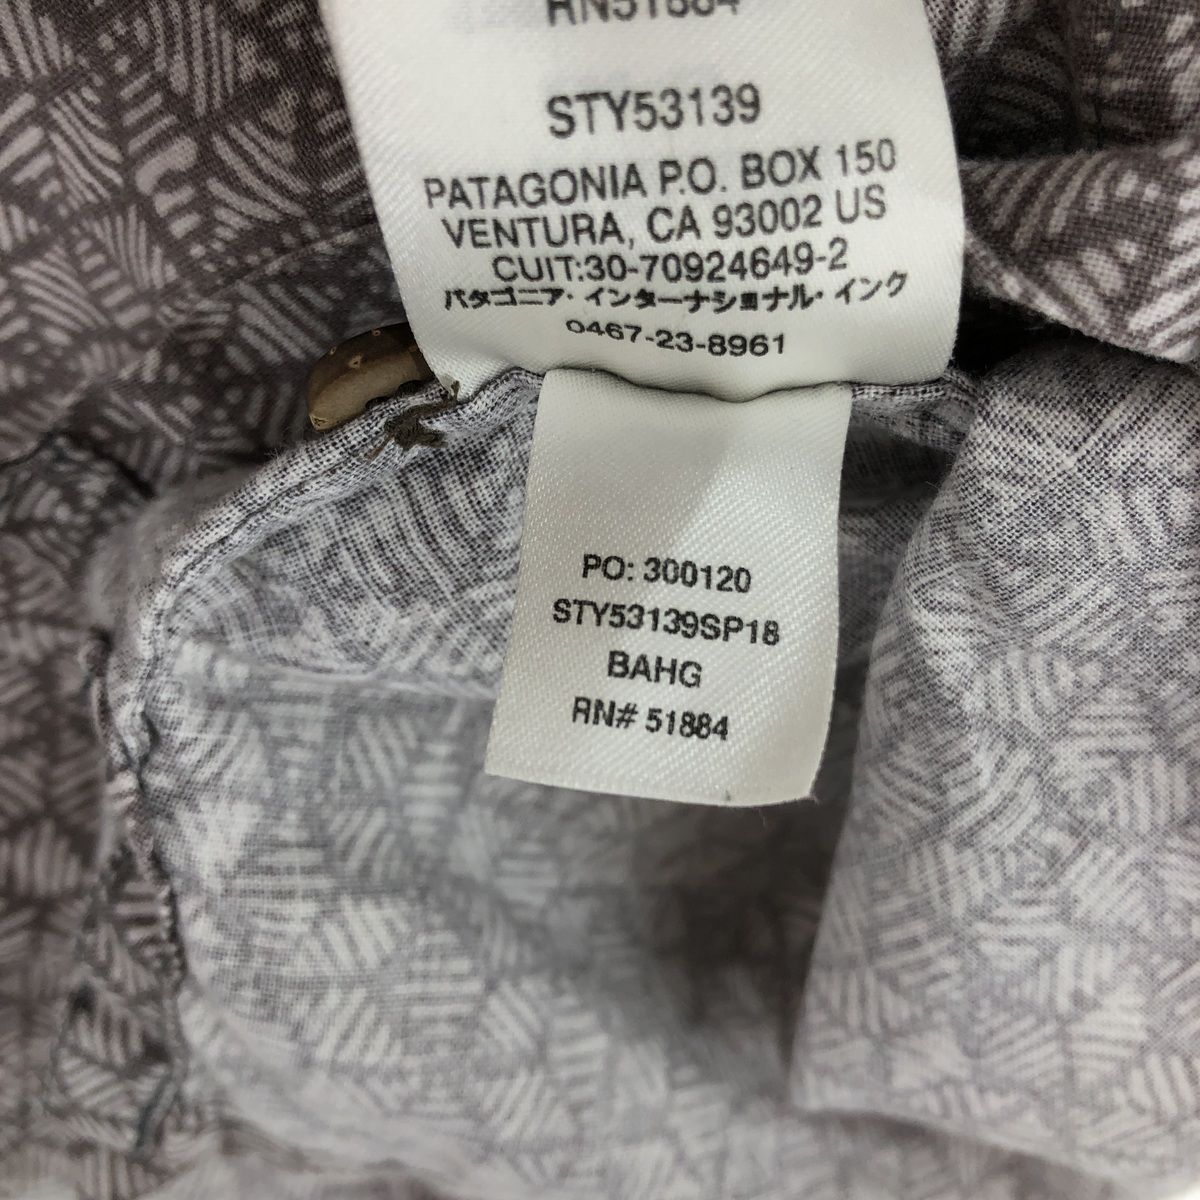 RN51884
STY53139
PATAGONIA P.O. BOX 150
VENTURA, CA 93002 US
CUIT:30-70924649-2
パタゴニア・インターナショナル・インク
0467-23-8961
PO: 300120
STY53139SP18
BAHG
RN# 51884